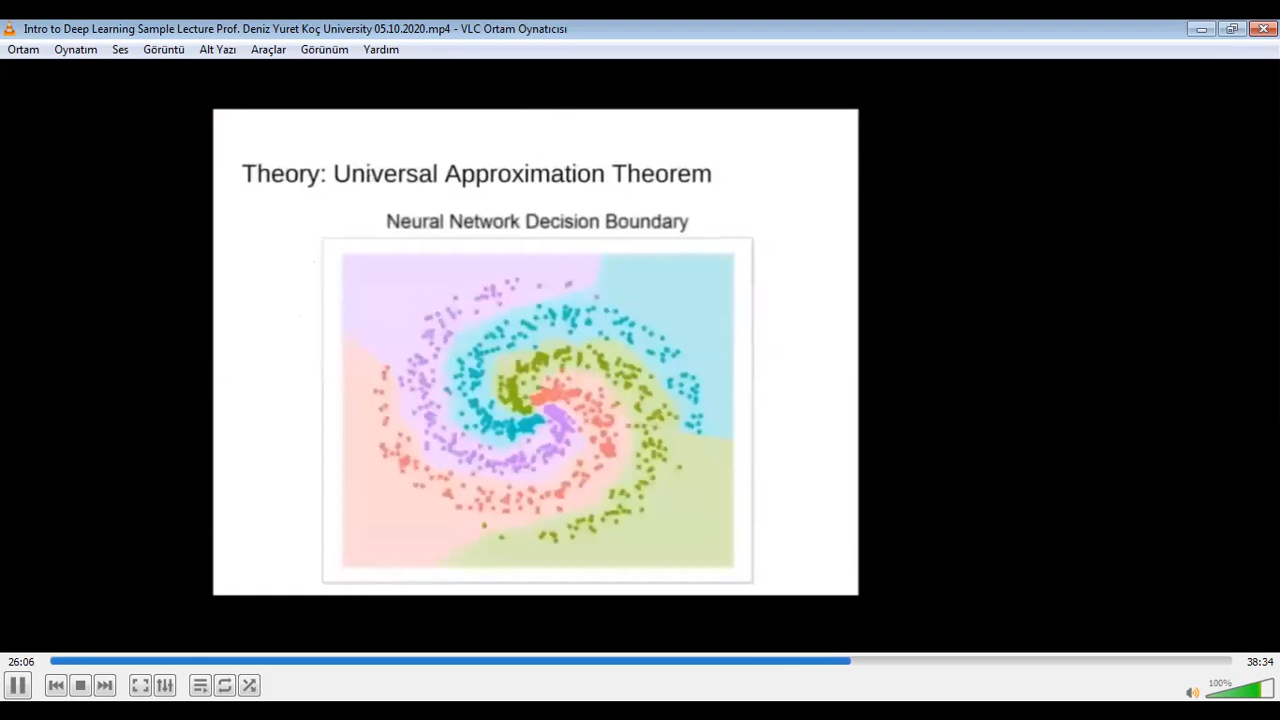 Intro to Deep Learning Sample Lecture Prof. Deniz Yuret Koç University 05.10.2020.mp4 - VLC Ortam Oynatıcısı
Ortam Oynatım Ses Görüntü Alt Yazı Araçlar Görünüm Yardım
Theory: Universal Approximation Theorem
Neural Network Decision Boundary
26:06 38:34
100%